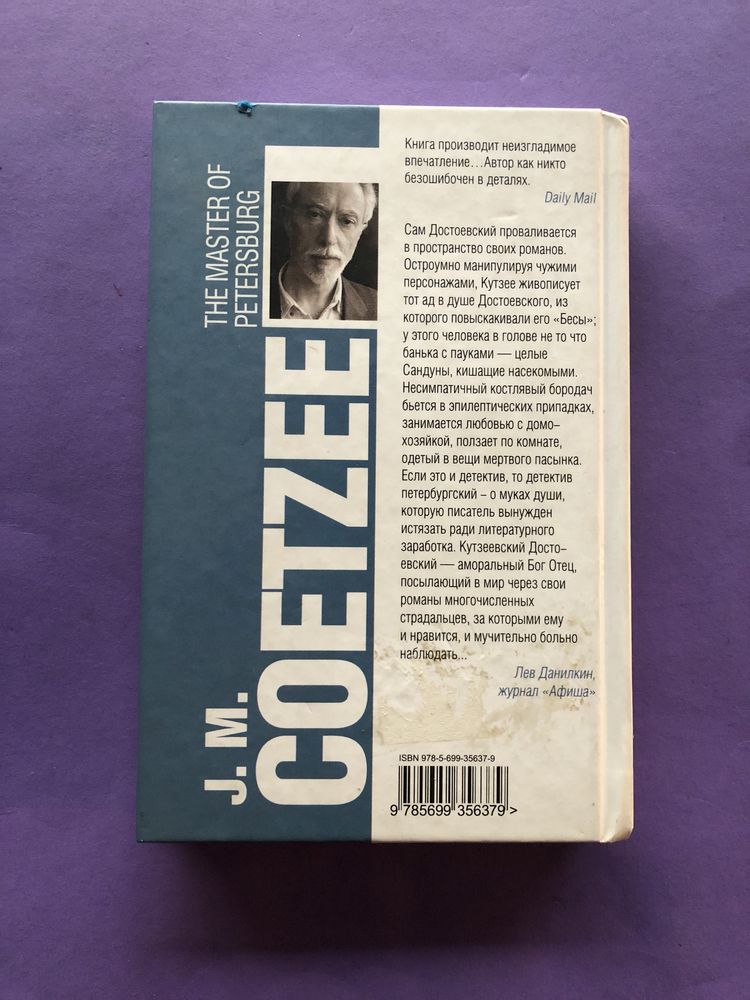 THE MASTER OF
PETERSBURG
J. M.
COETZEE
Книга производит неизгладимое
впечатление...Автор как никто
безошибочен в деталях.
Daily Mail
Сам Достоевский проваливается
в пространство своих романов.
Остроумно манипулируя чужими
персонажами, Кутзее живописует
тот ад в душе Достоевского, из
которого повыскакивали его «Бесы»;
у этого человека в голове не то что
банька с пауками — целые
Сандуны, кишащие насекомыми.
Несимпатичный костлявый бородач
бьется в эпилептических припадках,
занимается любовью с домо-
хозяйкой, ползает по комнате,
одетый в вещи мертвого пасынка.
Если это и детектив, то детектив
петербургский – о муках души,
которую писатель вынужден
истязать ради литературного
заработка. Кутзеевский Досто-
евский — аморальный Бог Отец,
посылающий в мир через свои
романы многочисленных
страдальцев, за которыми ему
и нравится, и мучительно больно
наблюдать...
Лев Данилкин,
журнал «Афиша»
ISBN 978-5-699-35637-9
9 785699 356379 >